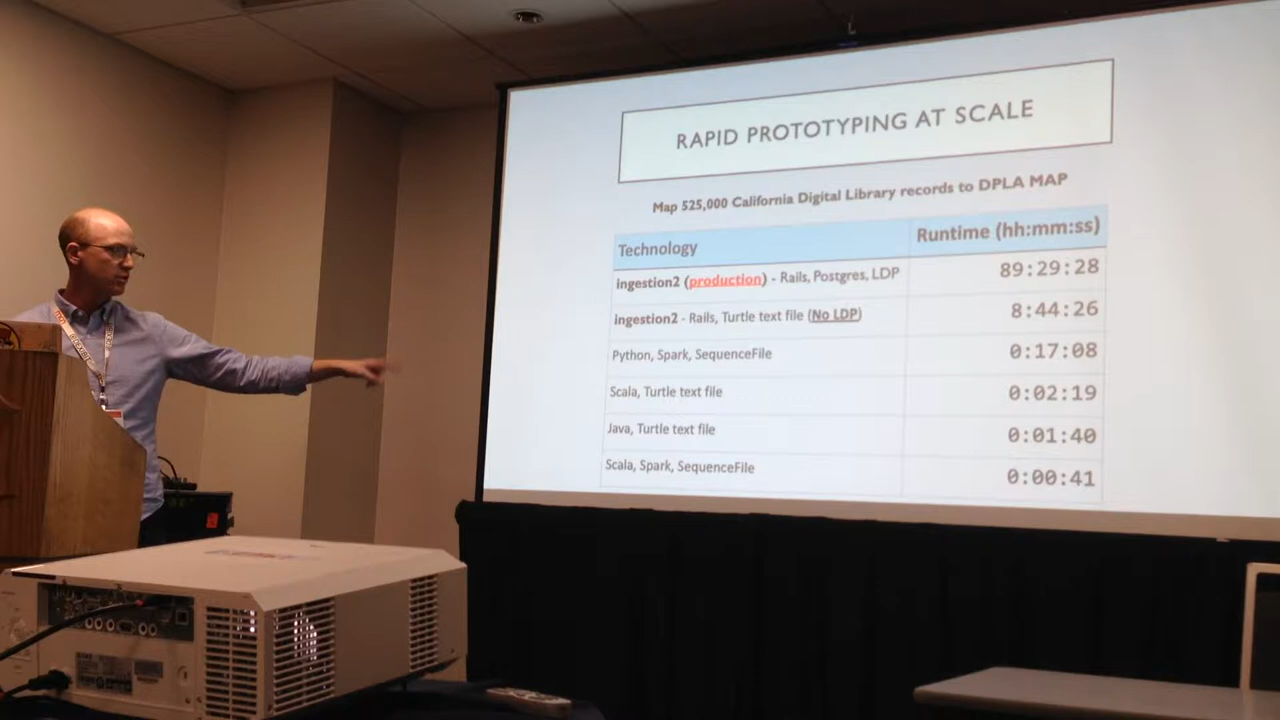 RAPID PROTOTYPING AT SCALE
Map 525,000 California Digital Library records to DPLA MAP
Technology Runtime (hh:mm:ss)
ingestion2 (production) - Rails, Postgres, LDP 89:29:28
ingestion2 - Rails, Turtle text file (No LDP) 8:44:26
Python, Spark, SequenceFile 0:17:08
Scala, Turtle text file 0:02:19
Java, Turtle text file 0:01:40
Scala, Spark, SequenceFile 0:00:41